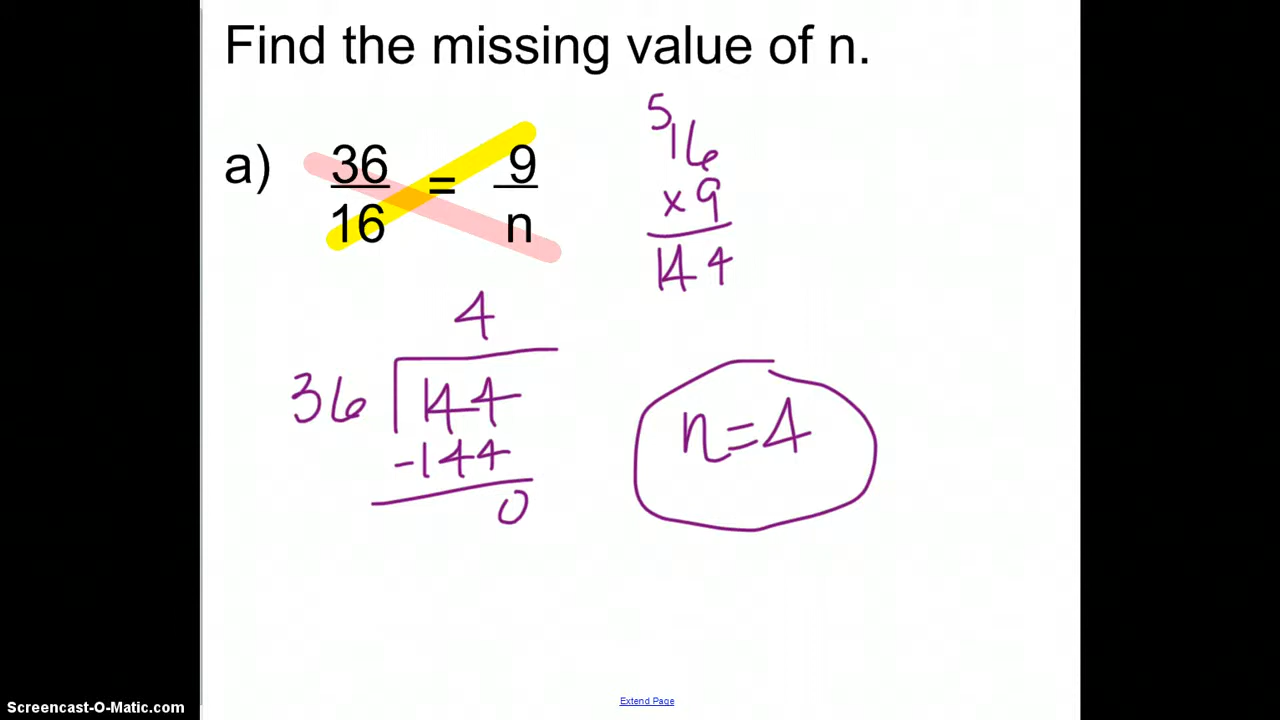 Find the missing value of n.
a) 36 = 9
16 n
5
16
x 9
144
4
36 144
-144
0
n=4
Extend Page
Screencast-O-Matic.com